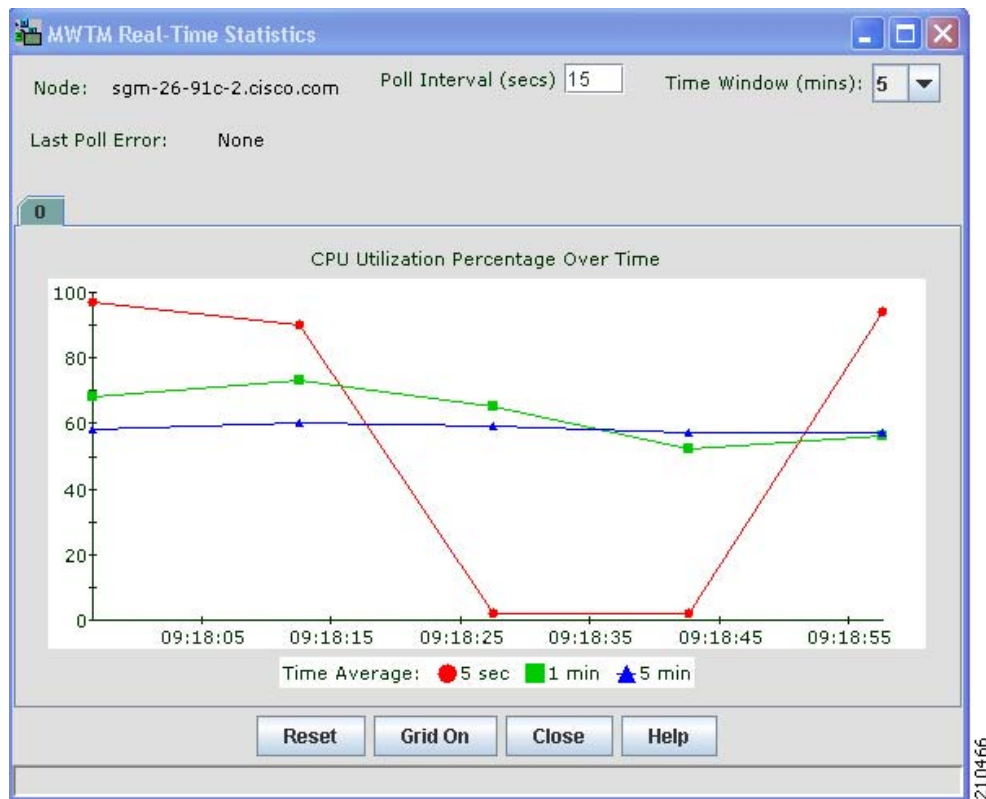 MWTM Real-Time Statistics
Node: sgm-26-91c-2.cisco.com Poll Interval (secs) 15 Time Window (mins): 5
Last Poll Error: None
0
CPU Utilization Percentage Over Time
100
80
60
40
20
0
09:18:05 09:18:15 09:18:25 09:18:35 09:18:45 09:18:55
Time Average: 5 sec 1 min 5 min
Reset Grid On Close Help
210466